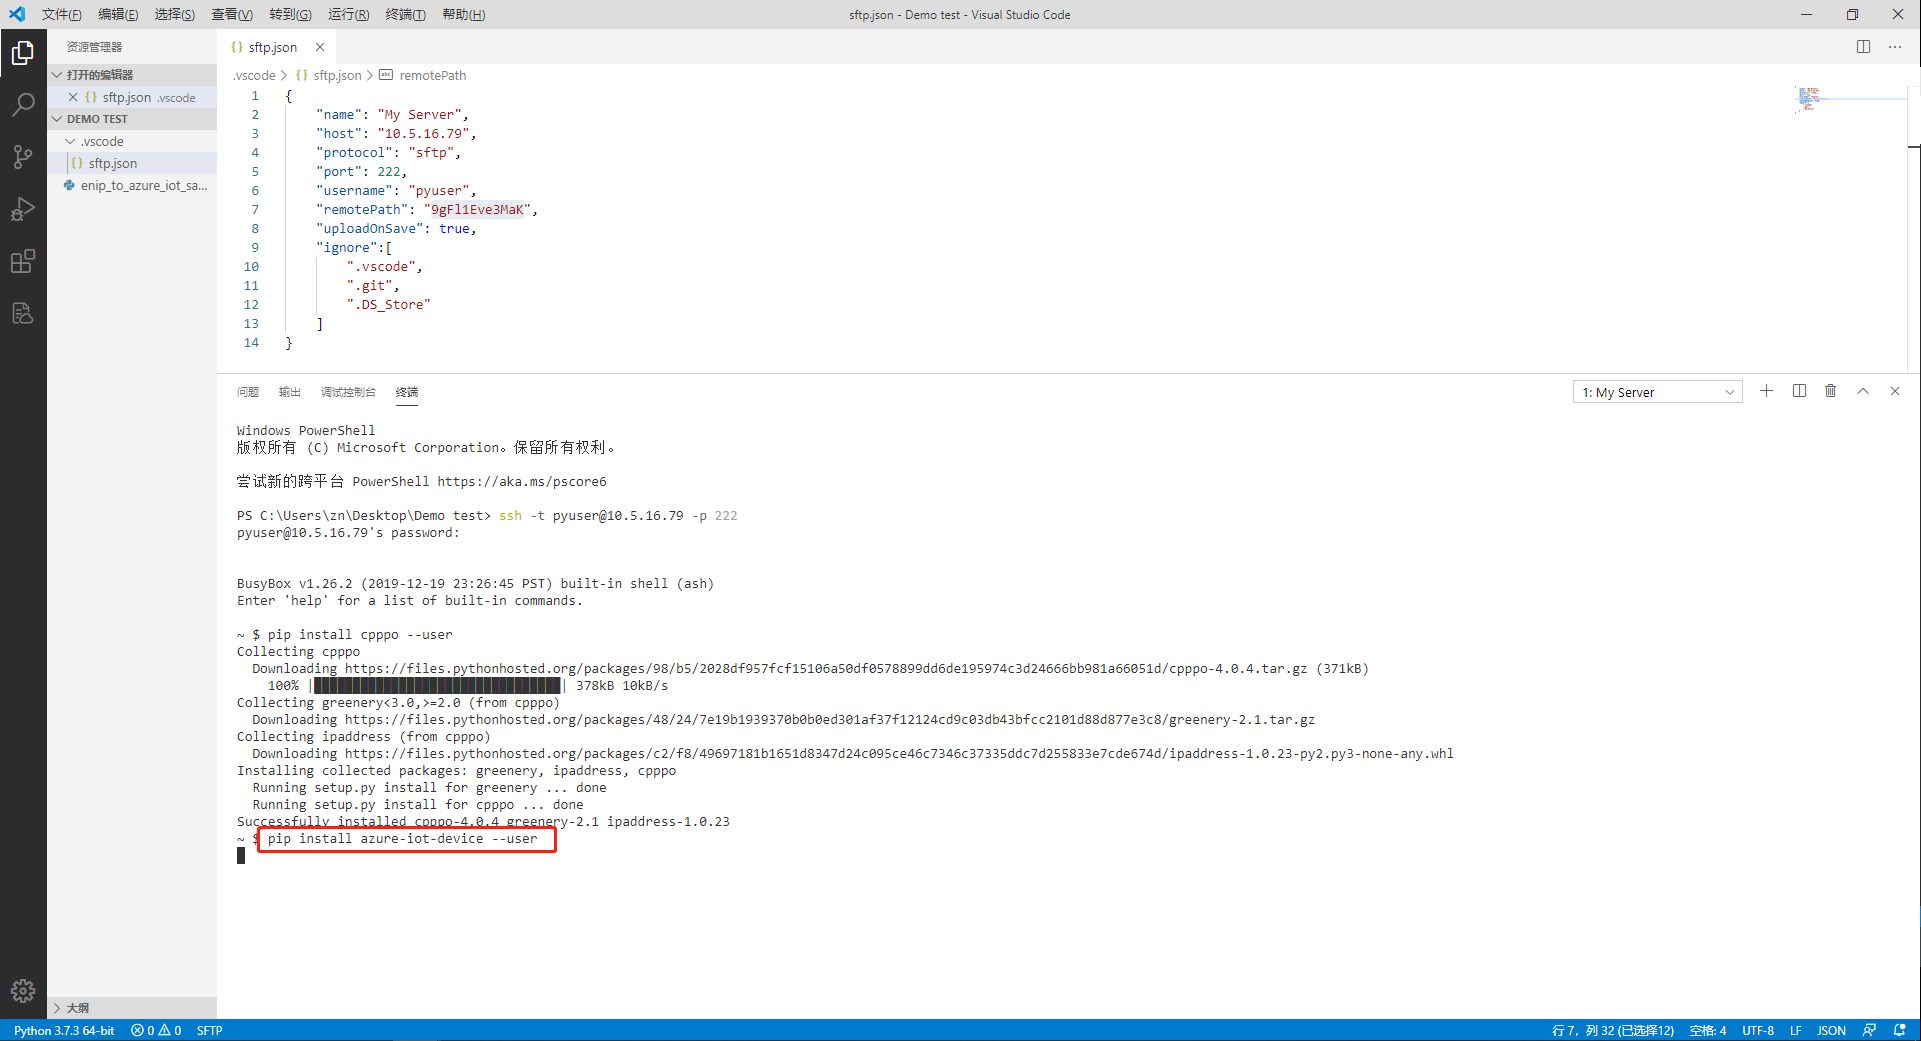 文件(F) 编辑(E) 选择(S) 查看(V) 转到(G) 运行(R) 终端(T) 帮助(H) sftp.json - Demo test - Visual Studio Code
资源管理器
打开的编辑器
sftp.json .vscode
DEMO TEST
.vscode
{} sftp.json
enip_to_azure_iot_sa...
大纲
{} sftp.json
.vscode > {} sftp.json > remotePath
1 {
2 "name": "My Server",
3 "host": "10.5.16.79",
4 "protocol": "sftp",
5 "port": 222,
6 "username": "pyuser",
7 "remotePath": "9gFl1Eve3MaK",
8 "uploadOnSave": true,
9 "ignore":[
10 ".vscode",
11 ".git",
12 ".DS_Store"
13 ]
14 }
问题 输出 调试控制台 终端 1: My Server
Windows PowerShell
版权所有 (C) Microsoft Corporation。保留所有权利。
尝试新的跨平台 PowerShell https://aka.ms/pscore6
PS C:\Users\zn\Desktop\Demo test> ssh -t pyuser@10.5.16.79 -p 222
pyuser@10.5.16.79's password:
BusyBox v1.26.2 (2019-12-19 23:26:45 PST) built-in shell (ash)
Enter 'help' for a list of built-in commands.
~ $ pip install cpppo --user
Collecting cpppo
Downloading https://files.pythonhosted.org/packages/98/b5/2028df957fcf15106a50df0578899dd6de195974c3d24666bb981a66051d/cpppo-4.0.4.tar.gz (371kB)
100% || 378kB 10kB/s
Collecting greenery<3.0,>=2.0 (from cpppo)
Downloading https://files.pythonhosted.org/packages/48/24/7e19b1939370b0b0ed301af37f12124cd9c03db43bfcc2101d88d877e3c8/greenery-2.1.tar.gz
Collecting ipaddress (from cpppo)
Downloading https://files.pythonhosted.org/packages/c2/f8/49697181b1651d8347d24c095ce46c7346c37335ddc7d255833e7cde674d/ipaddress-1.0.23-py2.py3-none-any.whl
Installing collected packages: greenery, ipaddress, cpppo
Running setup.py install for greenery ... done
Running setup.py install for cpppo ... done
Successfully installed cpppo-4.0.4 greenery-2.1 ipaddress-1.0.23
~ $ pip install azure-iot-device --user
Python 3.7.3 64-bit 0 0 SFTP 行 7，列 32 (已选择12) 空格: 4 UTF-8 LF JSON